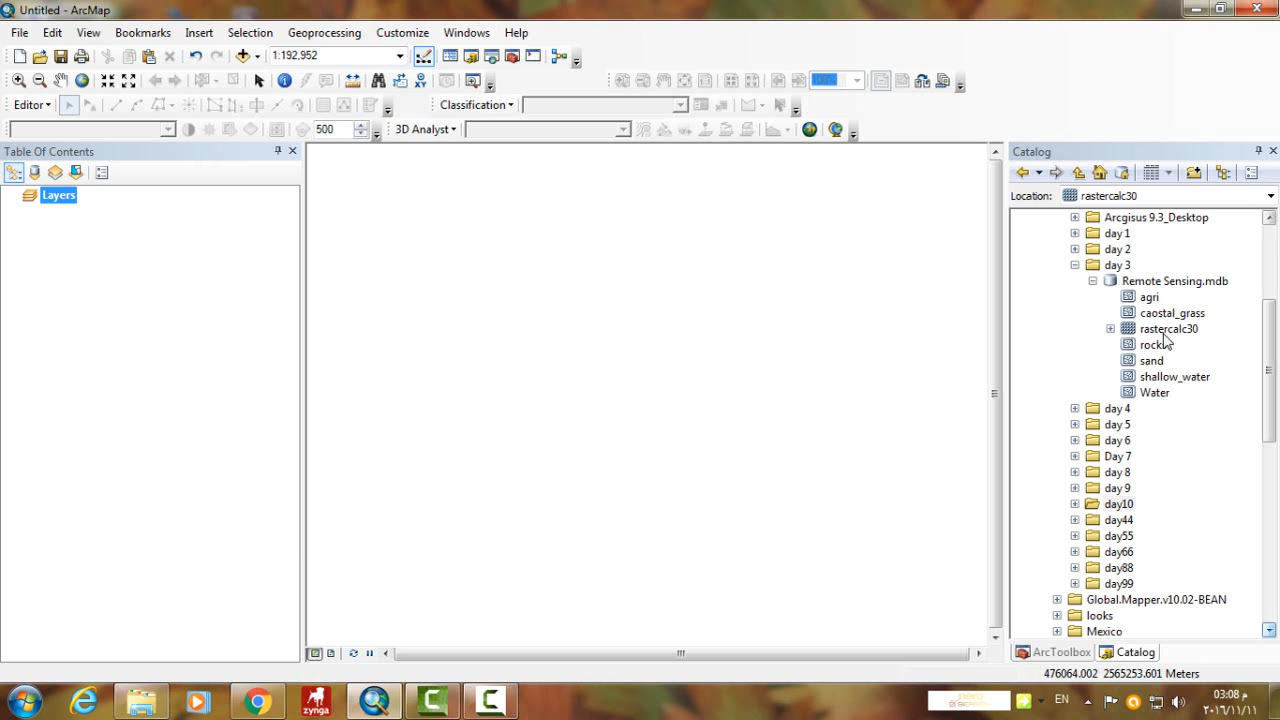 Untitled - ArcMap
File Edit View Bookmarks Insert Selection Geoprocessing Customize Windows Help
1:192,952
Editor Classification
500 3D Analyst
Table Of Contents
Layers
Catalog
Location: rastercalc30
Arcgisus 9.3_Desktop
day 1
day 2
day 3
Remote Sensing.mdb
agri
caostal_grass
rastercalc30
rock
sand
shallow_water
Water
day 4
day 5
day 6
Day 7
day 8
day 9
day10
day44
day55
day66
day88
day99
Global.Mapper.v10.02-BEAN
looks
Mexico
ArcToolbox Catalog
476064.002 2565253.601 Meters
zynga
EN
03:08 م
٢٠١٦/١١/١١